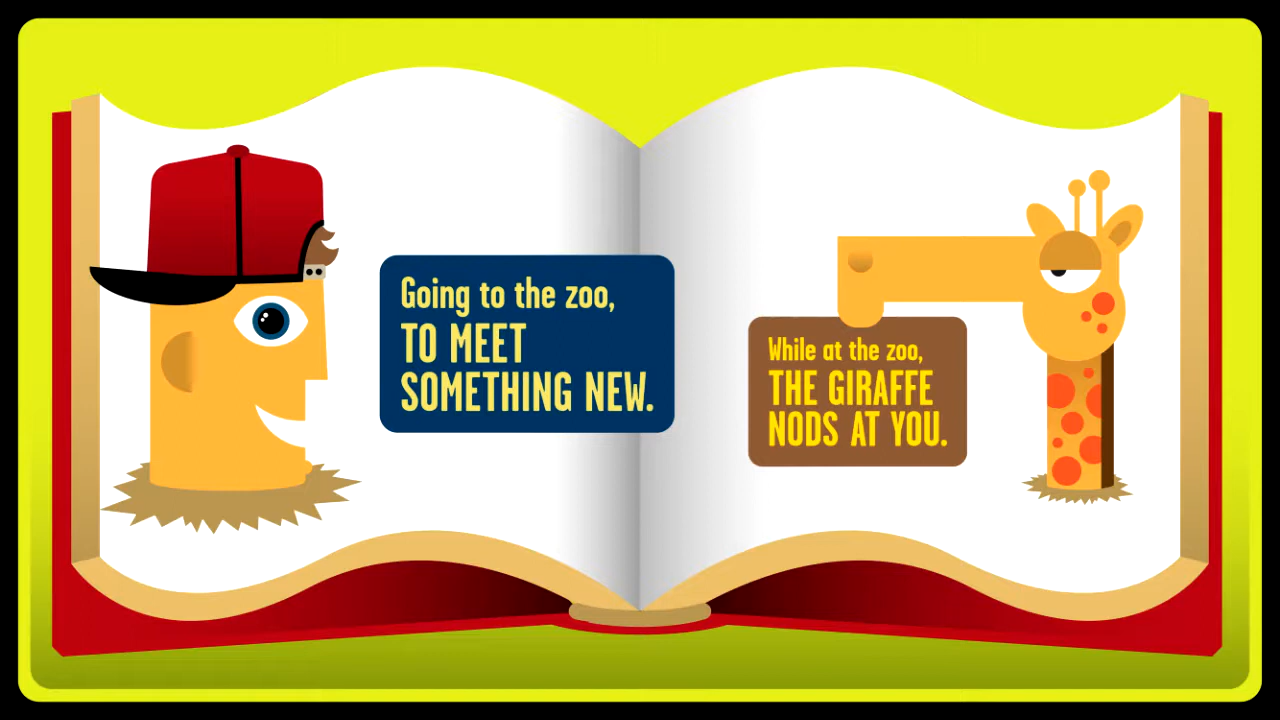 Going to the zoo,
TO MEET
SOMETHING NEW.
While at the zoo,
THE GIRAFFE
NODS AT YOU.